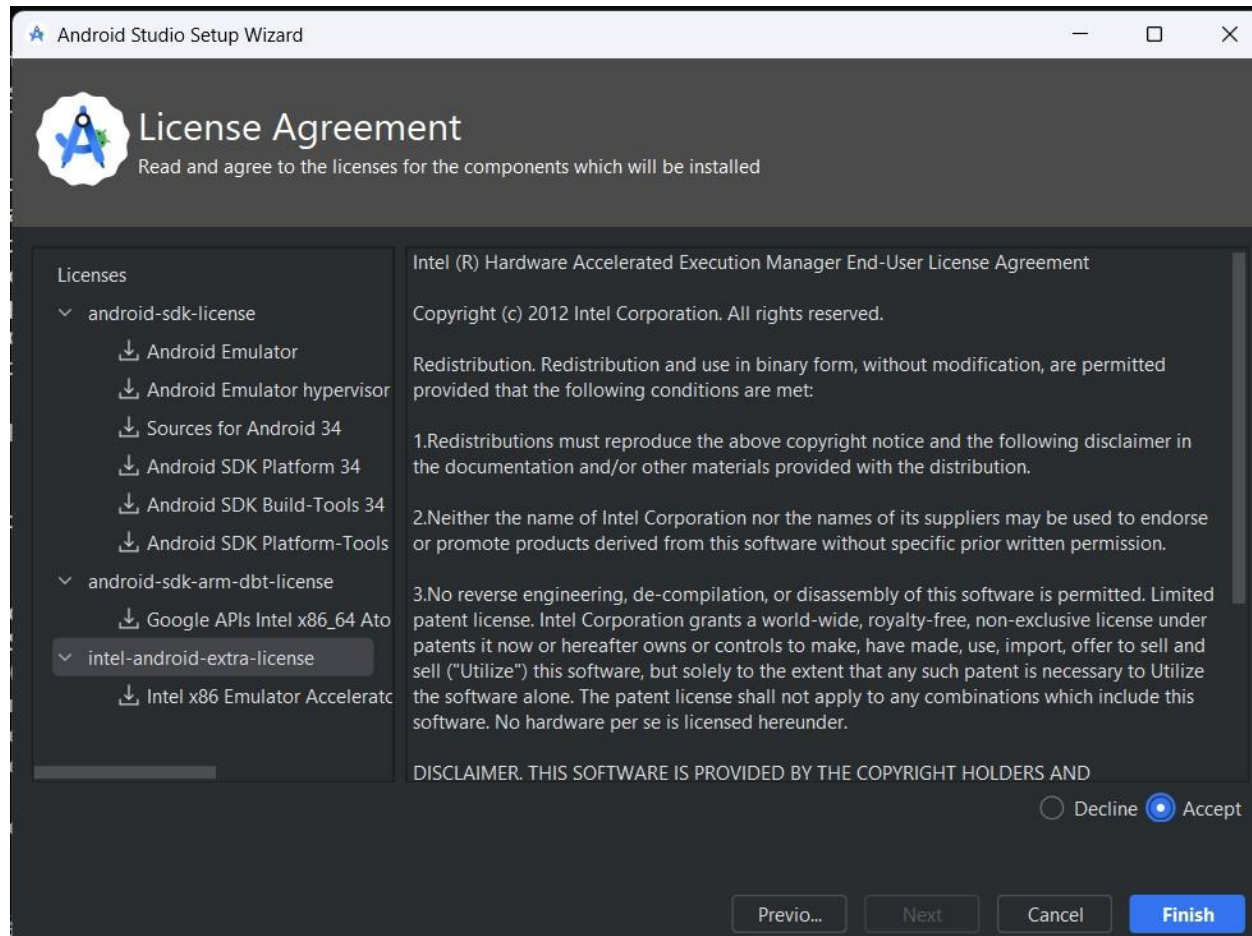 Android Studio Setup Wizard
License Agreement
Read and agree to the licenses for the components which will be installed
Licenses
android-sdk-license
Android Emulator
Android Emulator hypervisor
Sources for Android 34
Android SDK Platform 34
Android SDK Build-Tools 34
Android SDK Platform-Tools
android-sdk-arm-dbt-license
Google APIs Intel x86_64 Ato
intel-android-extra-license
Intel x86 Emulator Acceleratc
Intel (R) Hardware Accelerated Execution Manager End-User License Agreement
Copyright (c) 2012 Intel Corporation. All rights reserved.
Redistribution. Redistribution and use in binary form, without modification, are permitted
provided that the following conditions are met:
1.Redistributions must reproduce the above copyright notice and the following disclaimer in
the documentation and/or other materials provided with the distribution.
2.Neither the name of Intel Corporation nor the names of its suppliers may be used to endorse
or promote products derived from this software without specific prior written permission.
3.No reverse engineering, de-compilation, or disassembly of this software is permitted. Limited
patent license. Intel Corporation grants a world-wide, royalty-free, non-exclusive license under
patents it now or hereafter owns or controls to make, have made, use, import, offer to sell and
sell ("Utilize") this software, but solely to the extent that any such patent is necessary to Utilize
the software alone. The patent license shall not apply to any combinations which include this
software. No hardware per se is licensed hereunder.
DISCLAIMER. THIS SOFTWARE IS PROVIDED BY THE COPYRIGHT HOLDERS AND
Decline Accept
Previo... Next Cancel Finish